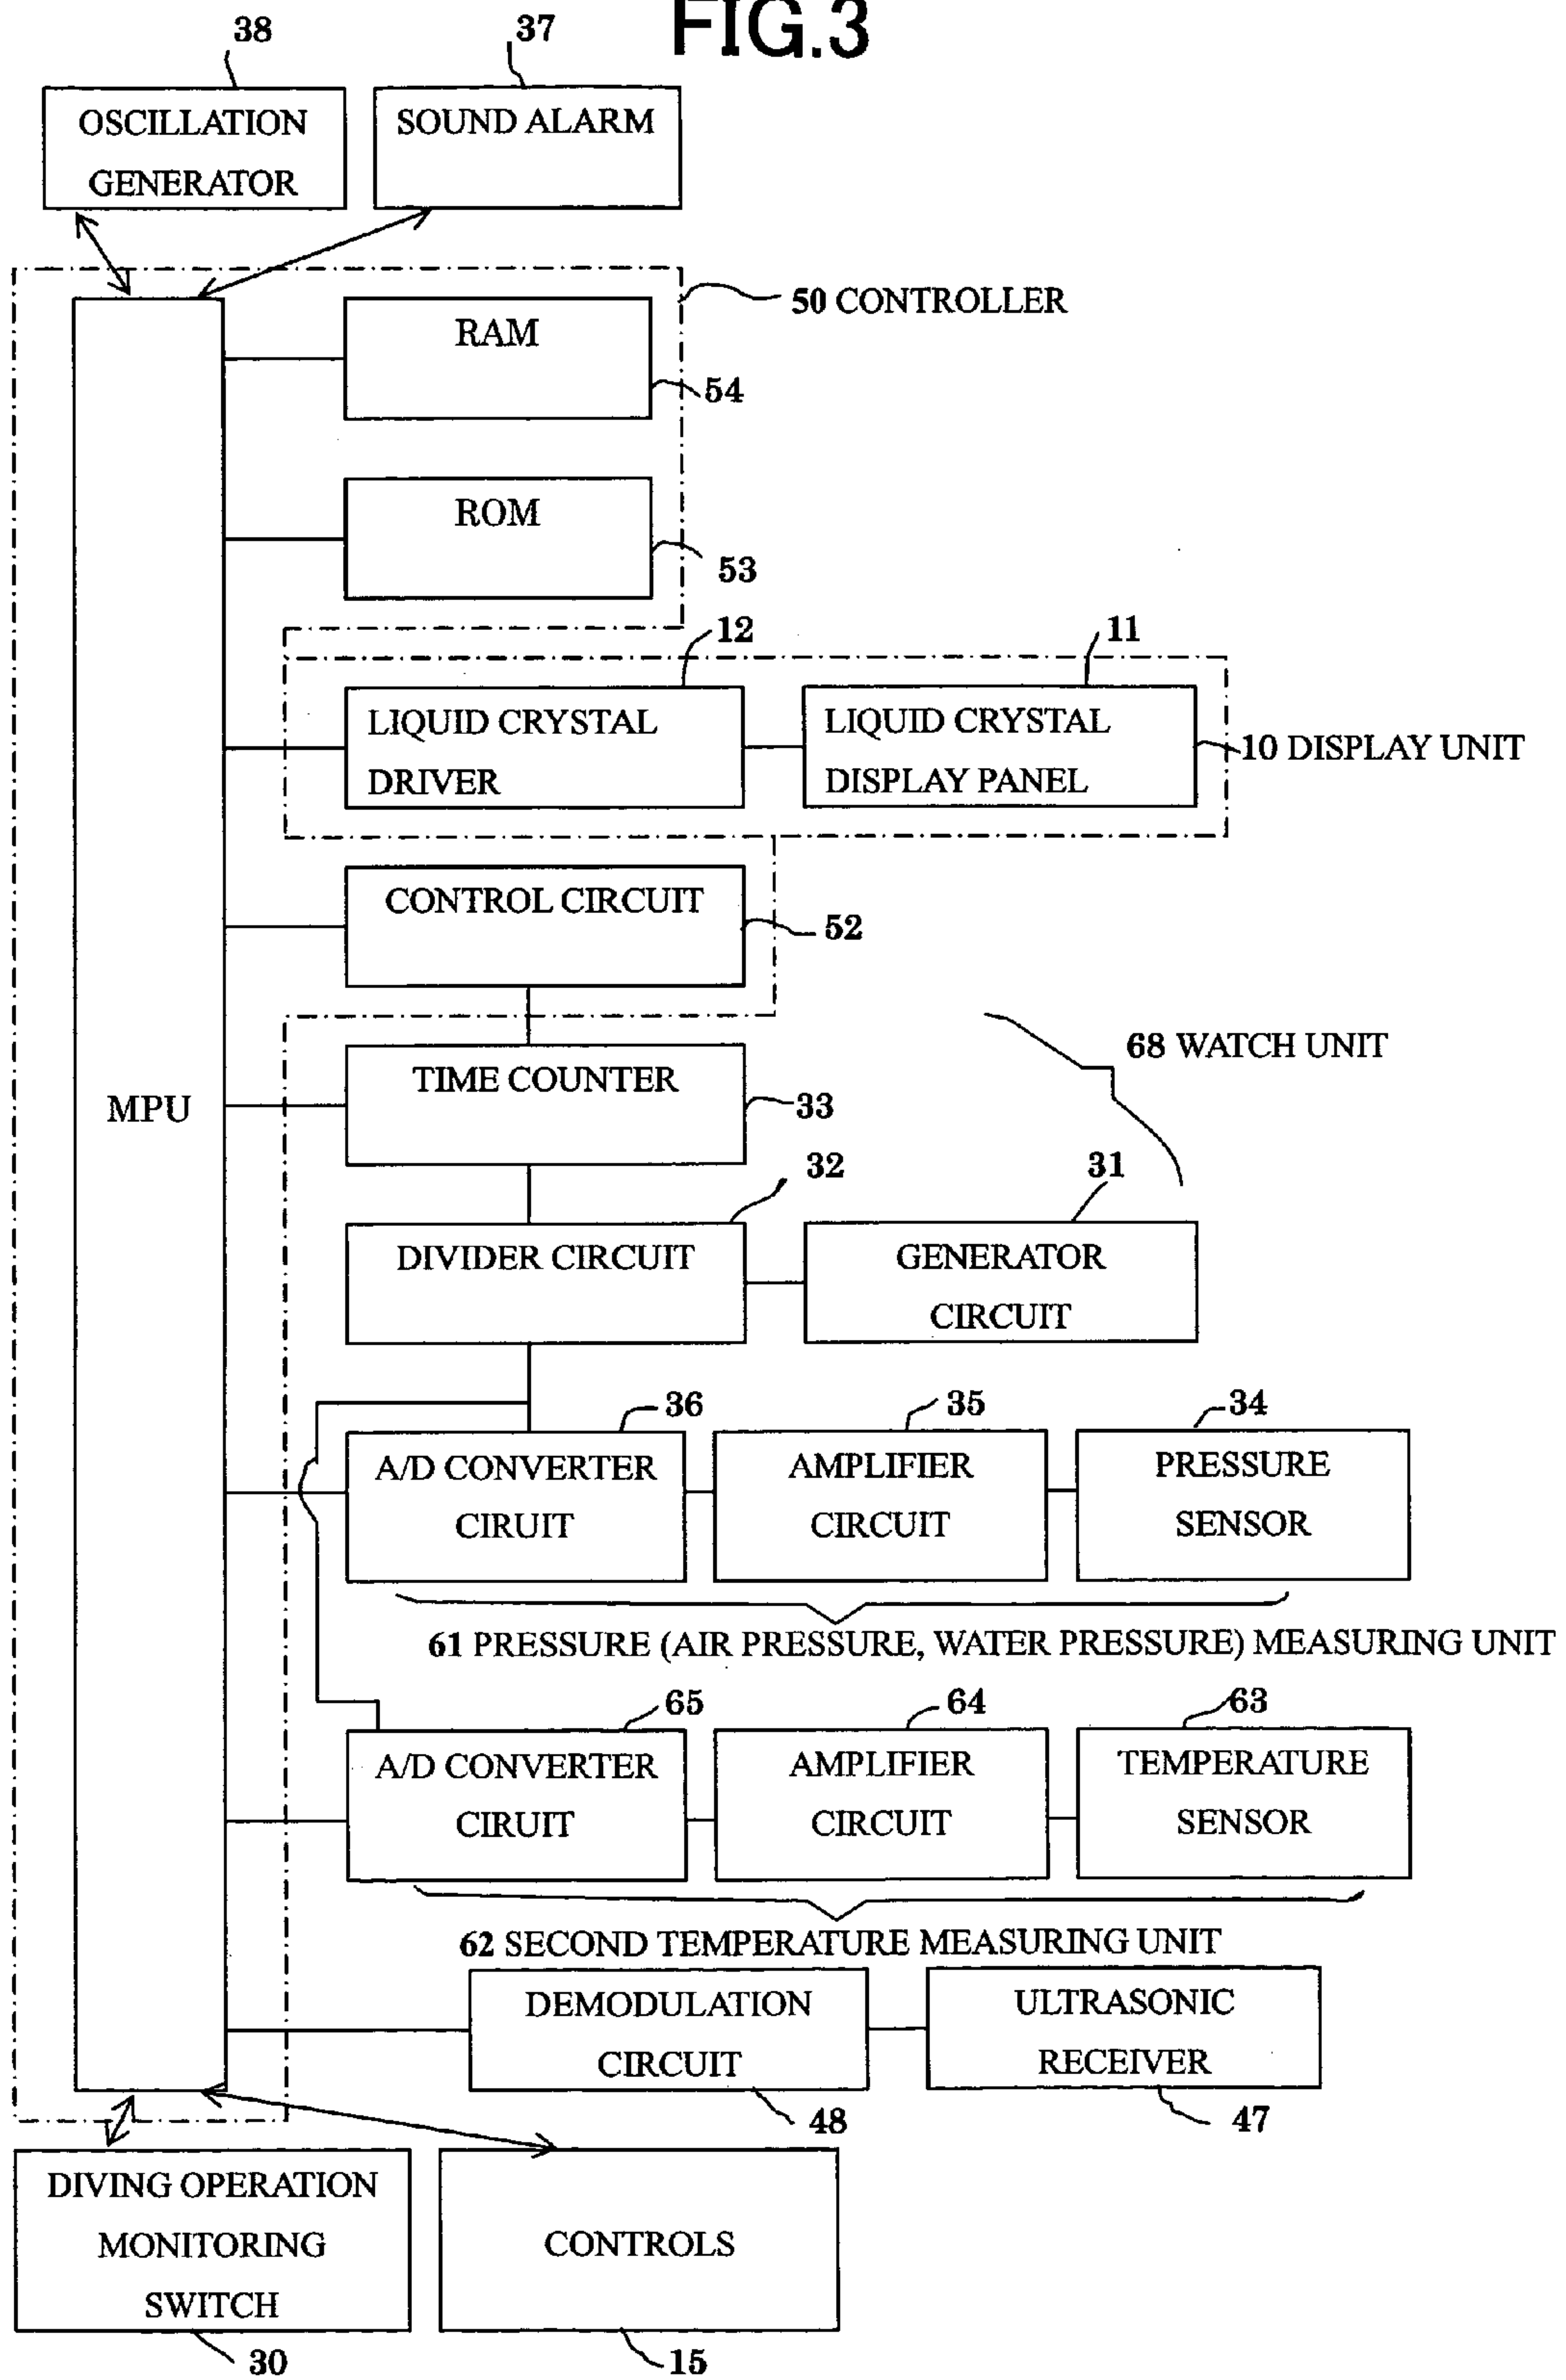 FIG.3
38
37
OSCILLATION
GENERATOR
SOUND ALARM
50 CONTROLLER
RAM
54
ROM
53
12
11
LIQUID CRYSTAL
DRIVER
LIQUID CRYSTAL
DISPLAY PANEL
10 DISPLAY UNIT
CONTROL CIRCUIT
52
68 WATCH UNIT
MPU
TIME COUNTER
33
32
31
DIVIDER CIRCUIT
GENERATOR
CIRCUIT
36
35
34
A/D CONVERTER
CIRUIT
AMPLIFIER
CIRCUIT
PRESSURE
SENSOR
61 PRESSURE (AIR PRESSURE, WATER PRESSURE) MEASURING UNIT
65
64
63
A/D CONVERTER
CIRUIT
AMPLIFIER
CIRCUIT
TEMPERATURE
SENSOR
62 SECOND TEMPERATURE MEASURING UNIT
DEMODULATION
CIRCUIT
ULTRASONIC
RECEIVER
48
47
DIVING OPERATION
MONITORING
SWITCH
CONTROLS
30
15